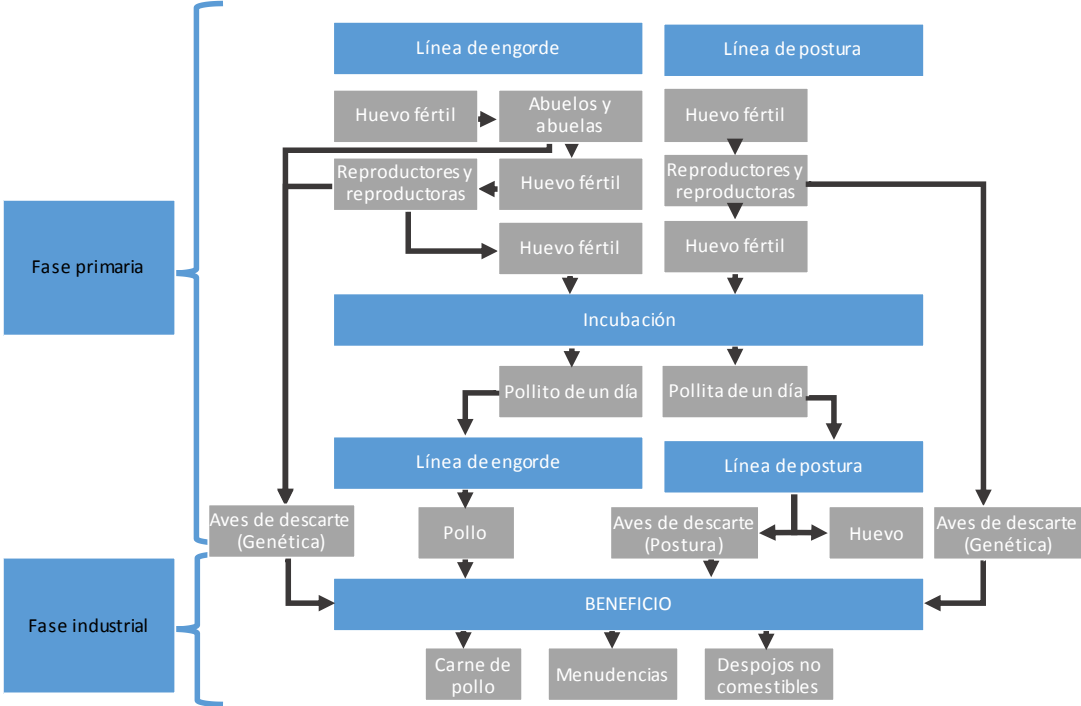 Línea de engorde
Línea de postura
Huevo fértil
Abuelos y
abuelas
Huevo fértil
Reproductores y
reproductoras
Huevo fértil
Reproductores y
reproductoras
Huevo fértil
Huevo fértil
Fase primaria
Incubación
Pollito de un día
Pollita de un día
Línea de engorde
Línea de postura
Aves de descarte
(Genética)
Pollo
Aves de descarte
(Postura)
Huevo
Aves de descarte
(Genética)
Fase industrial
BENEFICIO
Carne de
pollo
Menudencias
Despojos no
comestibles